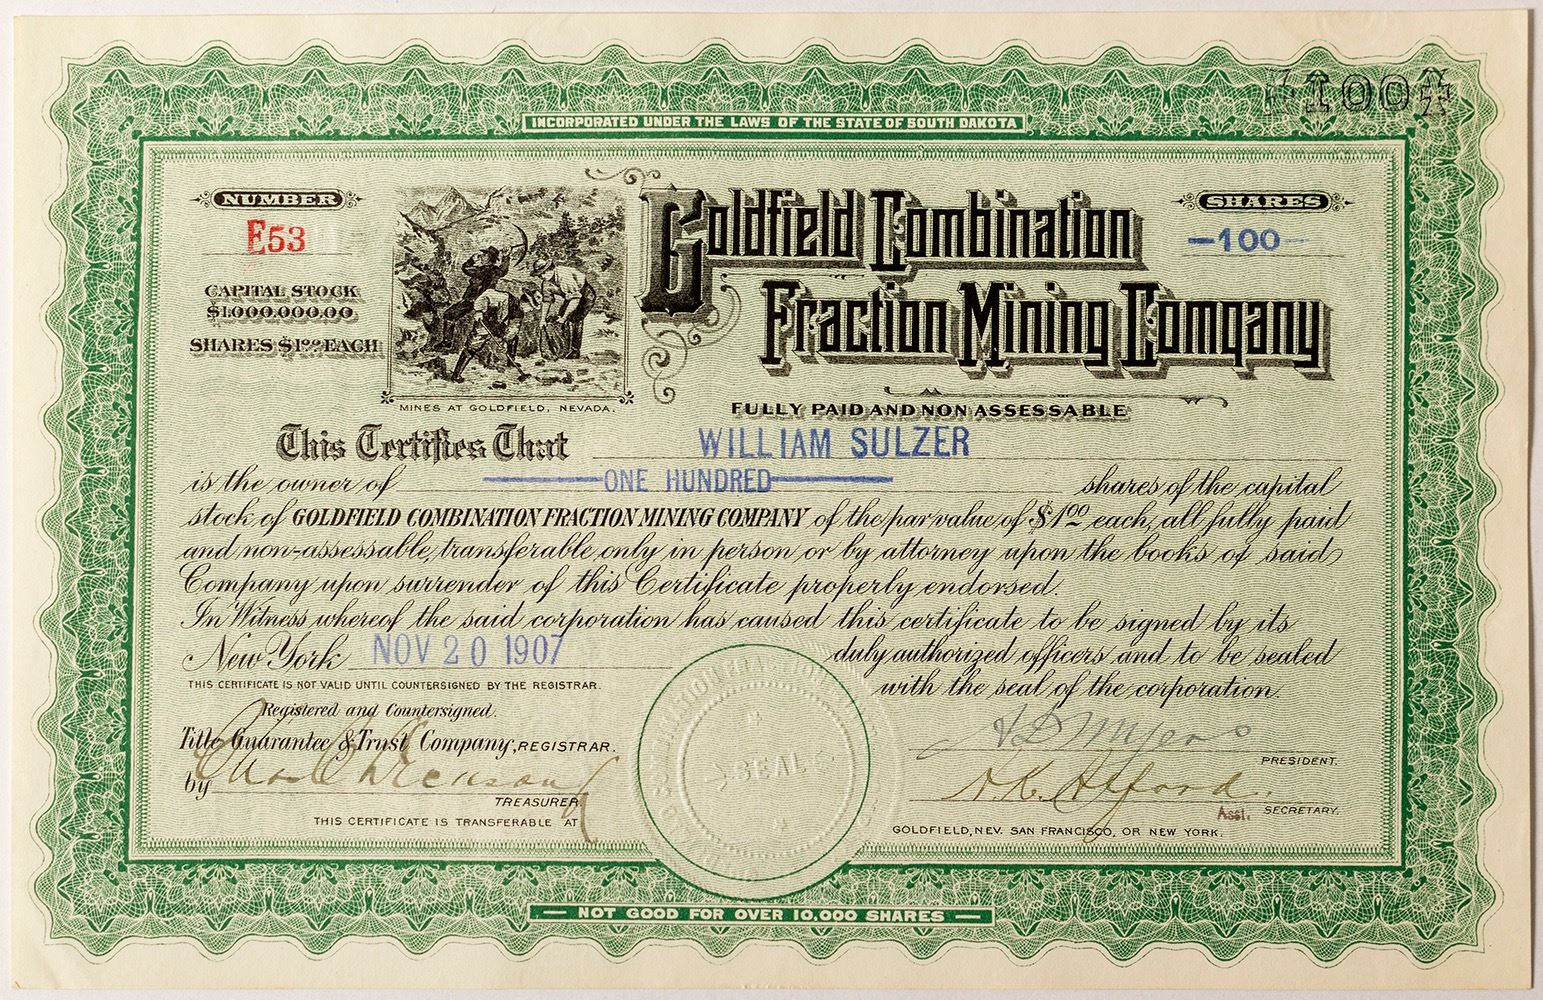 INCORPORATED UNDER THE LAWS OF THE STATE OF SOUTH DAKOTA
100
NUMBER
E53
CAPITAL STOCK
$1.000.000.00
SHARES $1.00 EACH
MINES AT GOLDFIELD, NEVADA.
Goldfield Combination
Fraction Mining Company
SHARES
-100-
FULLY PAID AND NON ASSESSABLE
This Certifies That WILLIAM SULZER
is the owner of ONE HUNDRED shares of the capital
stock of GOLDFIELD COMBINATION FRACTION MINING COMPANY of the par value of $1.00 each, all fully paid
and non-assessable, transferable only in person or by attorney upon the books of said
Company upon surrender of this Certificate properly endorsed.
In Witness whereof the said corporation has caused this certificate to be signed by its
New York NOV 20 1907 duly authorized officers and to be sealed
with the seal of the corporation.
THIS CERTIFICATE IS NOT VALID UNTIL COUNTERSIGNED BY THE REGISTRAR.
Registered and Countersigned.
Title Guarantee & Trust Company, REGISTRAR.
by
TREASURER
SEAL
H D Myers
PRESIDENT.
Asst. SECRETARY.
THIS CERTIFICATE IS TRANSFERABLE AT GOLDFIELD, NEV. SAN FRANCISCO, OR NEW YORK.
NOT GOOD FOR OVER 10,000 SHARES